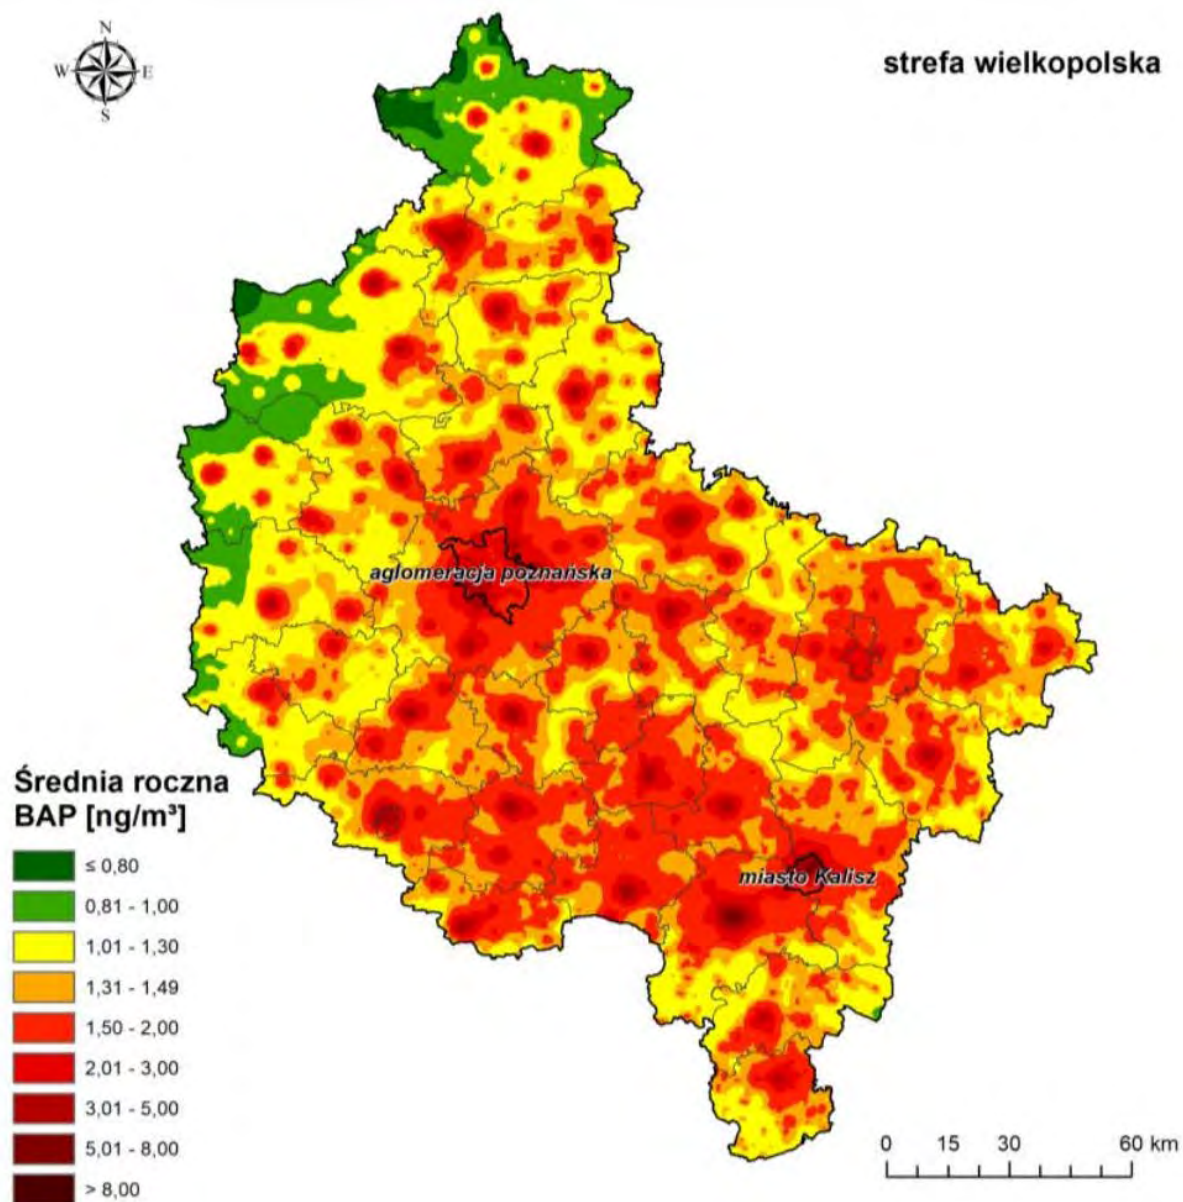 N
W E
S
strefa wielkopolska
aglomeracja poznańska
miasto Kalisz
Średnia roczna
BAP [ng/m³]
≤ 0,80
0,81 - 1,00
1,01 - 1,30
1,31 - 1,49
1,50 - 2,00
2,01 - 3,00
3,01 - 5,00
5,01 - 8,00
> 8,00
0 15 30 60 km